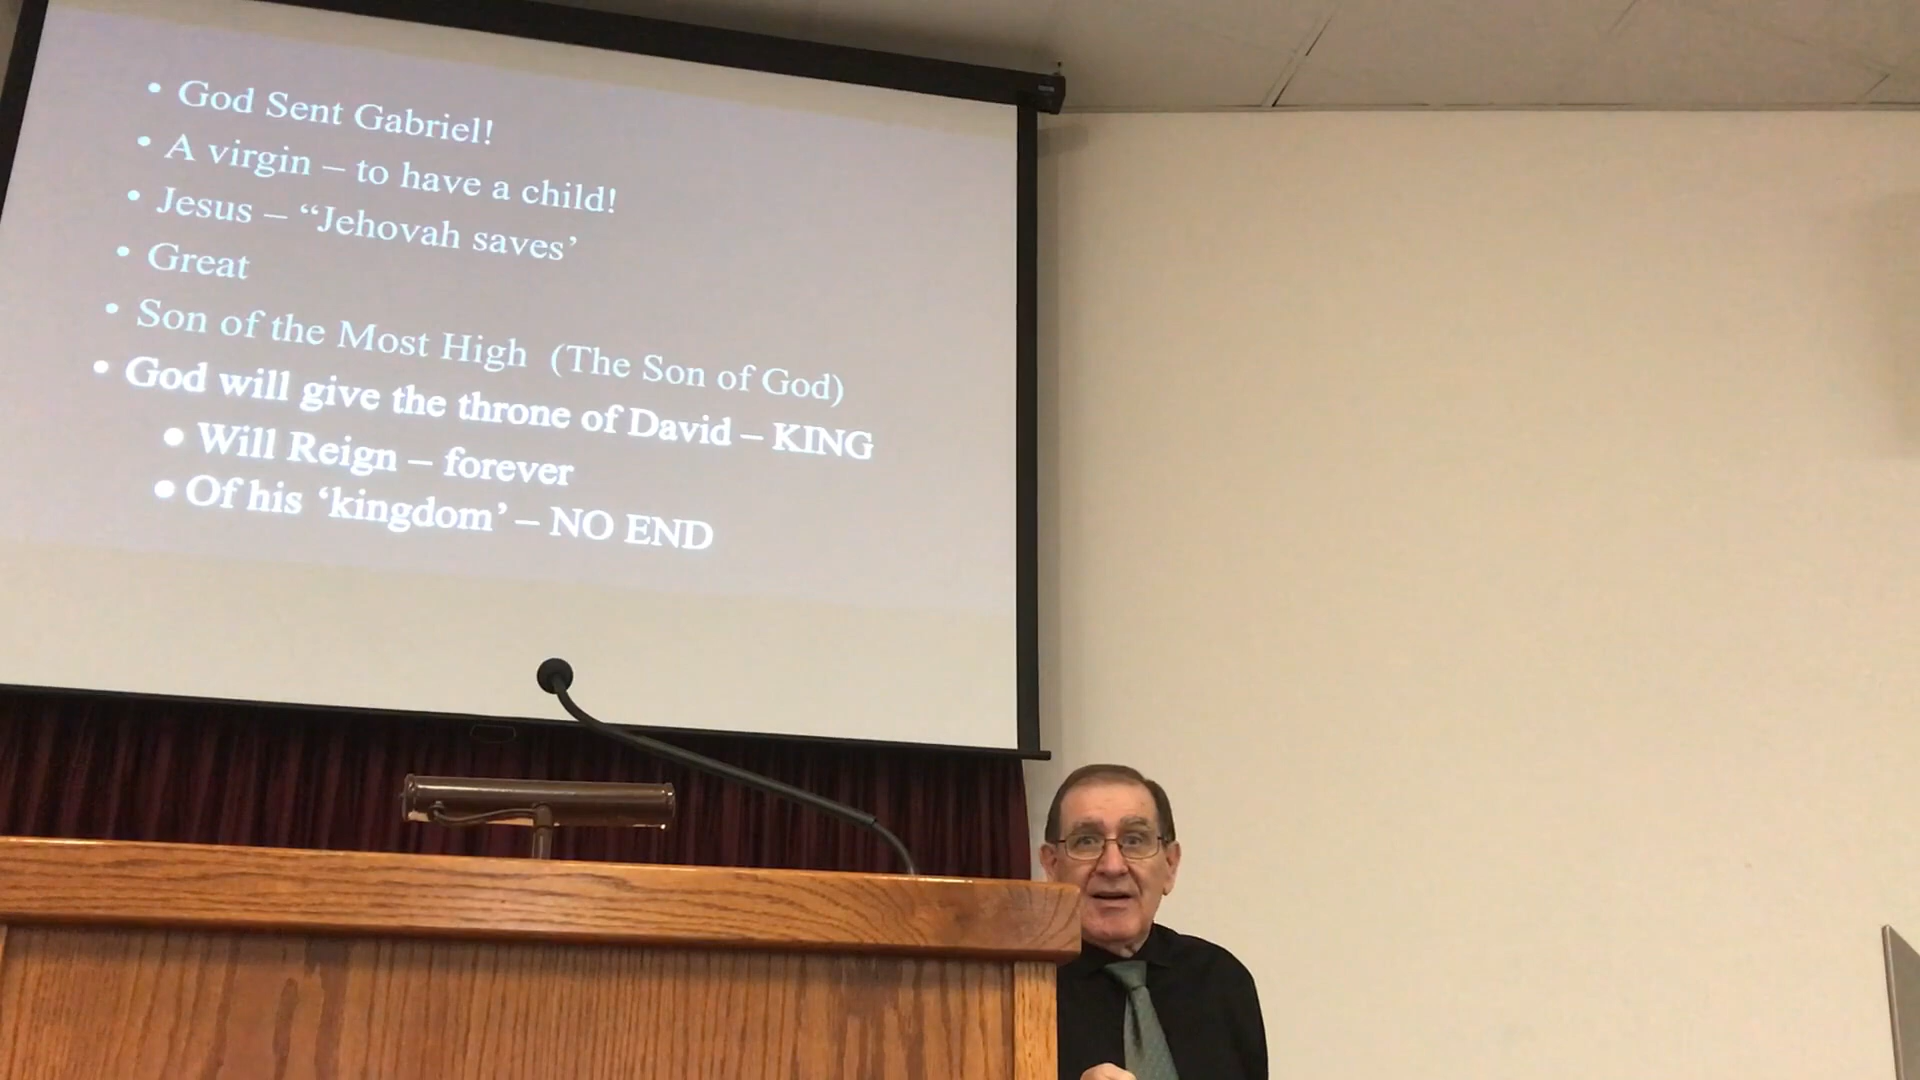 • God Sent Gabriel!
• A virgin – to have a child!
• Jesus – “Jehovah saves’
• Great
• Son of the Most High (The Son of God)
• God will give the throne of David – KING
• Will Reign – forever
• Of his ‘kingdom’ – NO END